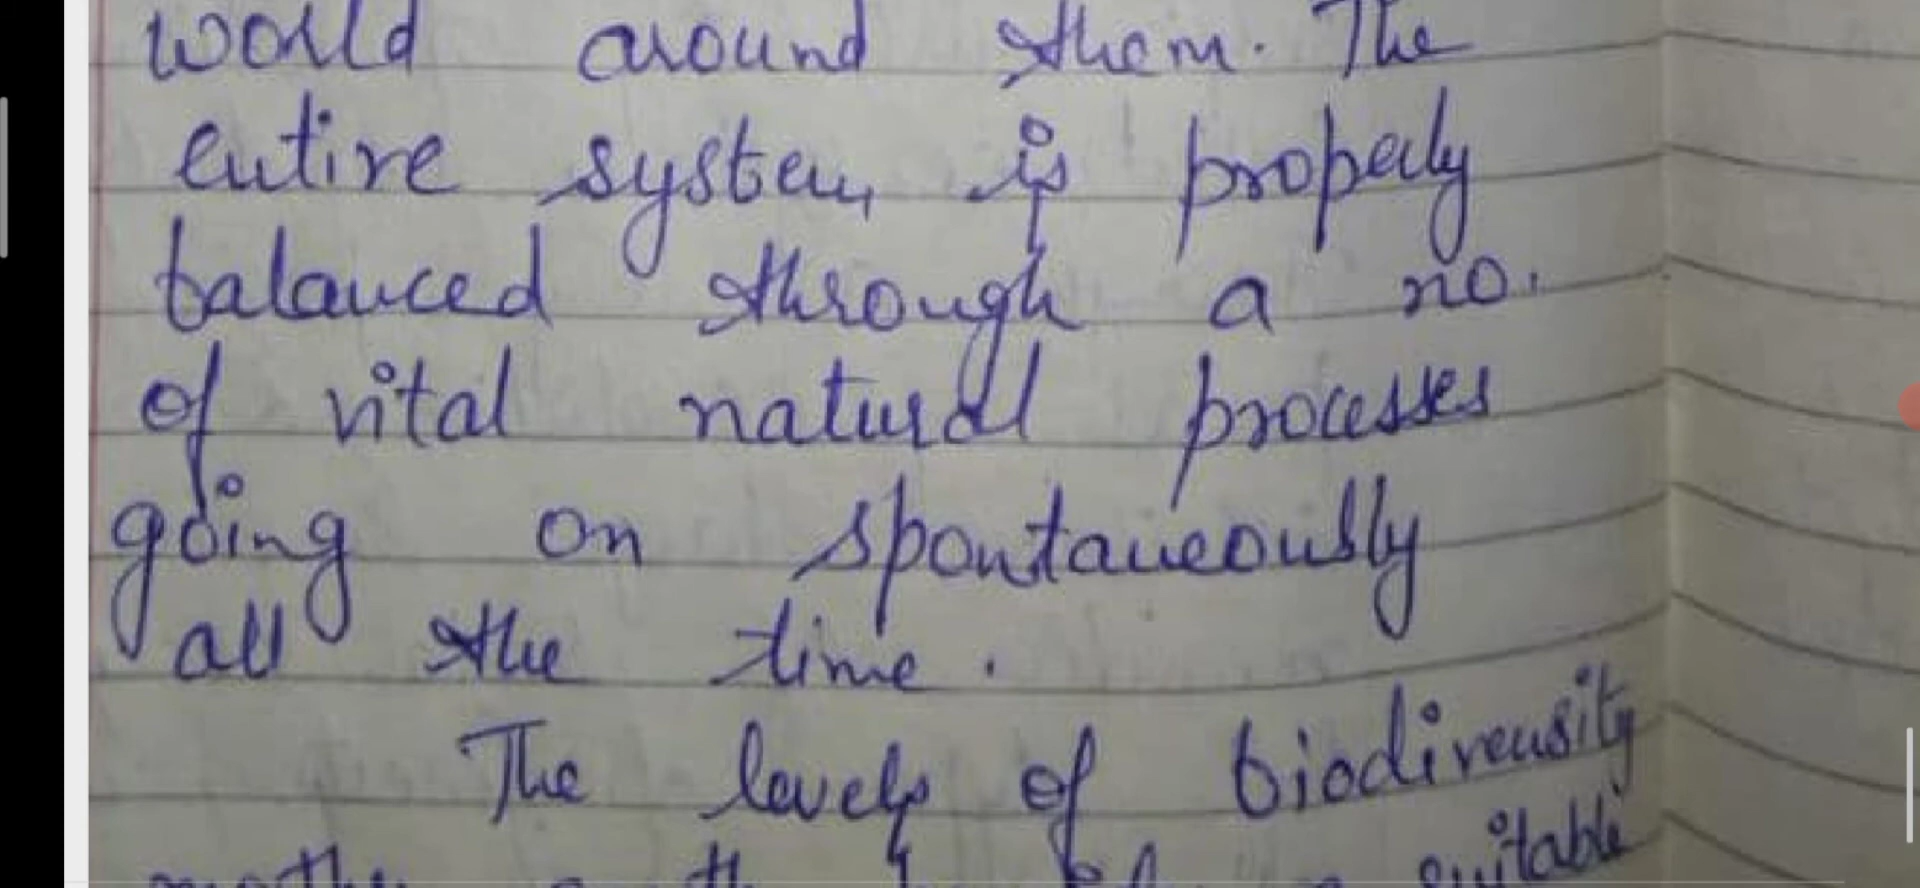 world around them. The
entire system is properly
balanced through a no.
of vital natural processes
going on spontaneously
all the time.
The levels of biodiversity
suitable